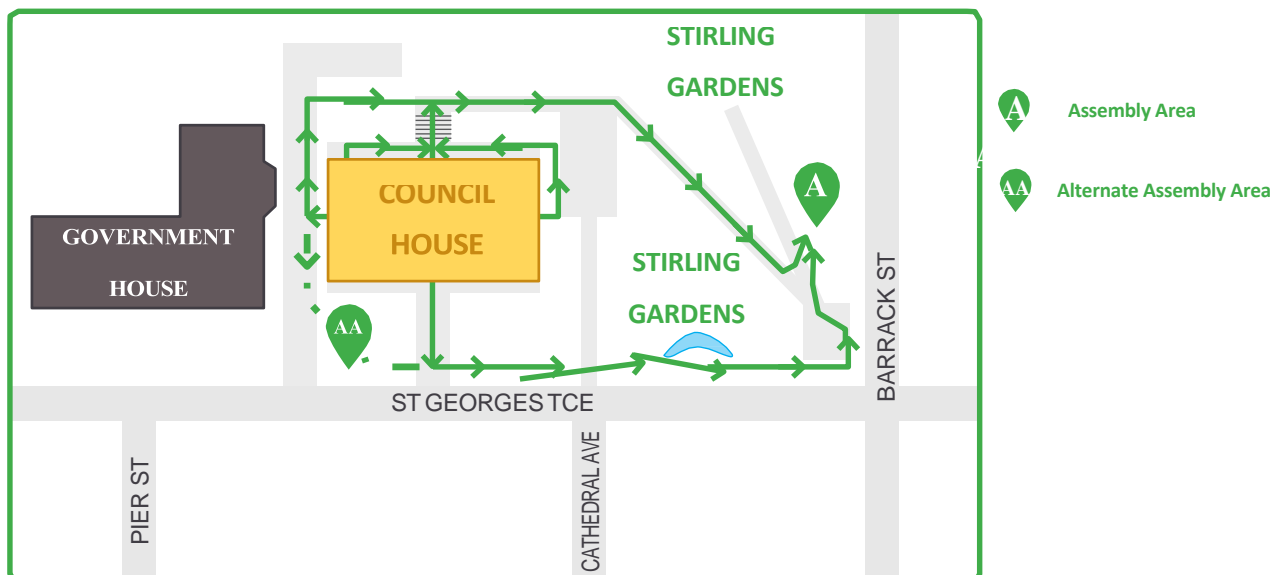 STIRLING
GARDENS
A
Assembly Area
AA
Alternate Assembly Area
A
COUNCIL
HOUSE
GOVERNMENT
HOUSE
STIRLING
GARDENS
AA
BARRACK ST
ST GEORGES TCE
PIER ST
CATHEDRAL AVE